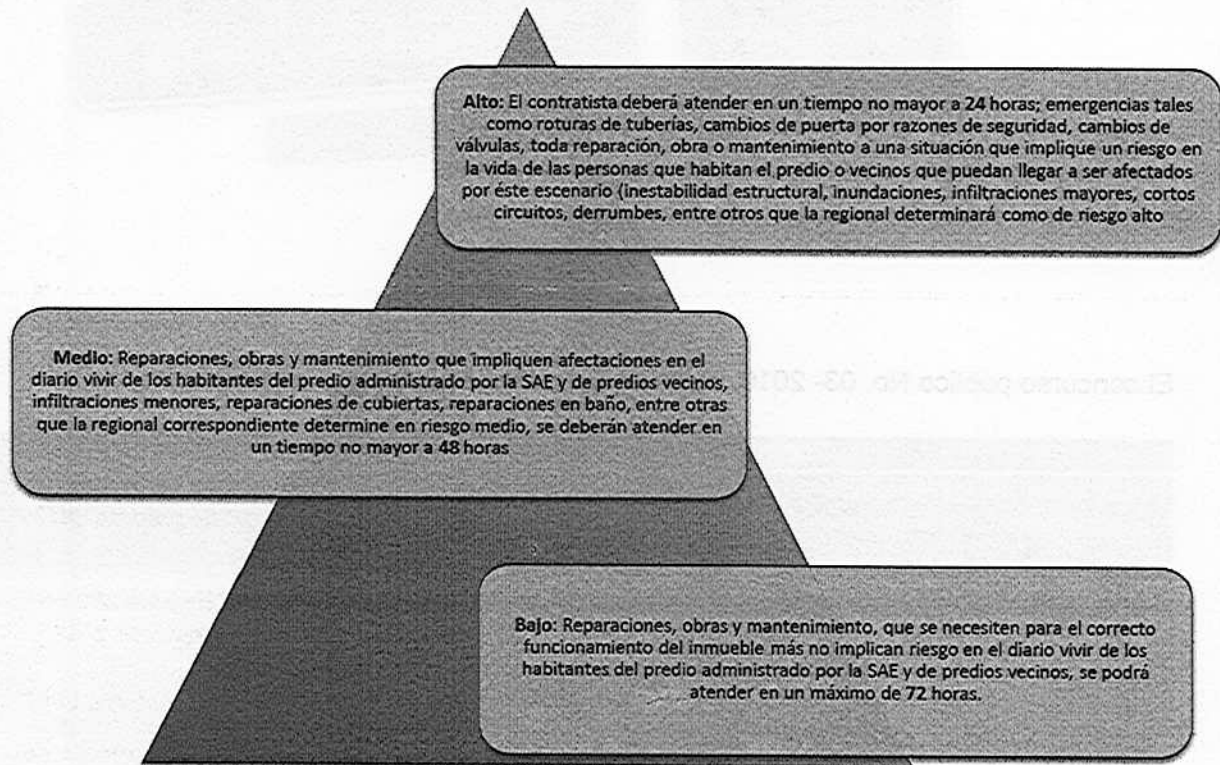 Alto: El contratista deberá atender en un tiempo no mayor a 24 horas; emergencias tales
como roturas de tuberías, cambios de puerta por razones de seguridad, cambios de
válvulas, toda reparación, obra o mantenimiento a una situación que implique un riesgo en
la vida de las personas que habitan el predio o vecinos que puedan llegar a ser afectados
por éste escenario (inestabilidad estructural, inundaciones, infiltraciones mayores, cortos
circuitos, derrumbes, entre otros que la regional determinará como de riesgo alto
Medio: Reparaciones, obras y mantenimiento que impliquen afectaciones en el
diario vivir de los habitantes del predio administrado por la SAE y de predios vecinos,
infiltraciones menores, reparaciones de cubiertas, reparaciones en baño, entre otras
que la regional correspondiente determine en riesgo medio, se deberán atender en
un tiempo no mayor a 48 horas
Bajo: Reparaciones, obras y mantenimiento, que se necesiten para el correcto
funcionamiento del inmueble más no implican riesgo en el diario vivir de los
habitantes del predio administrado por la SAE y de predios vecinos, se podrá
atender en un máximo de 72 horas.